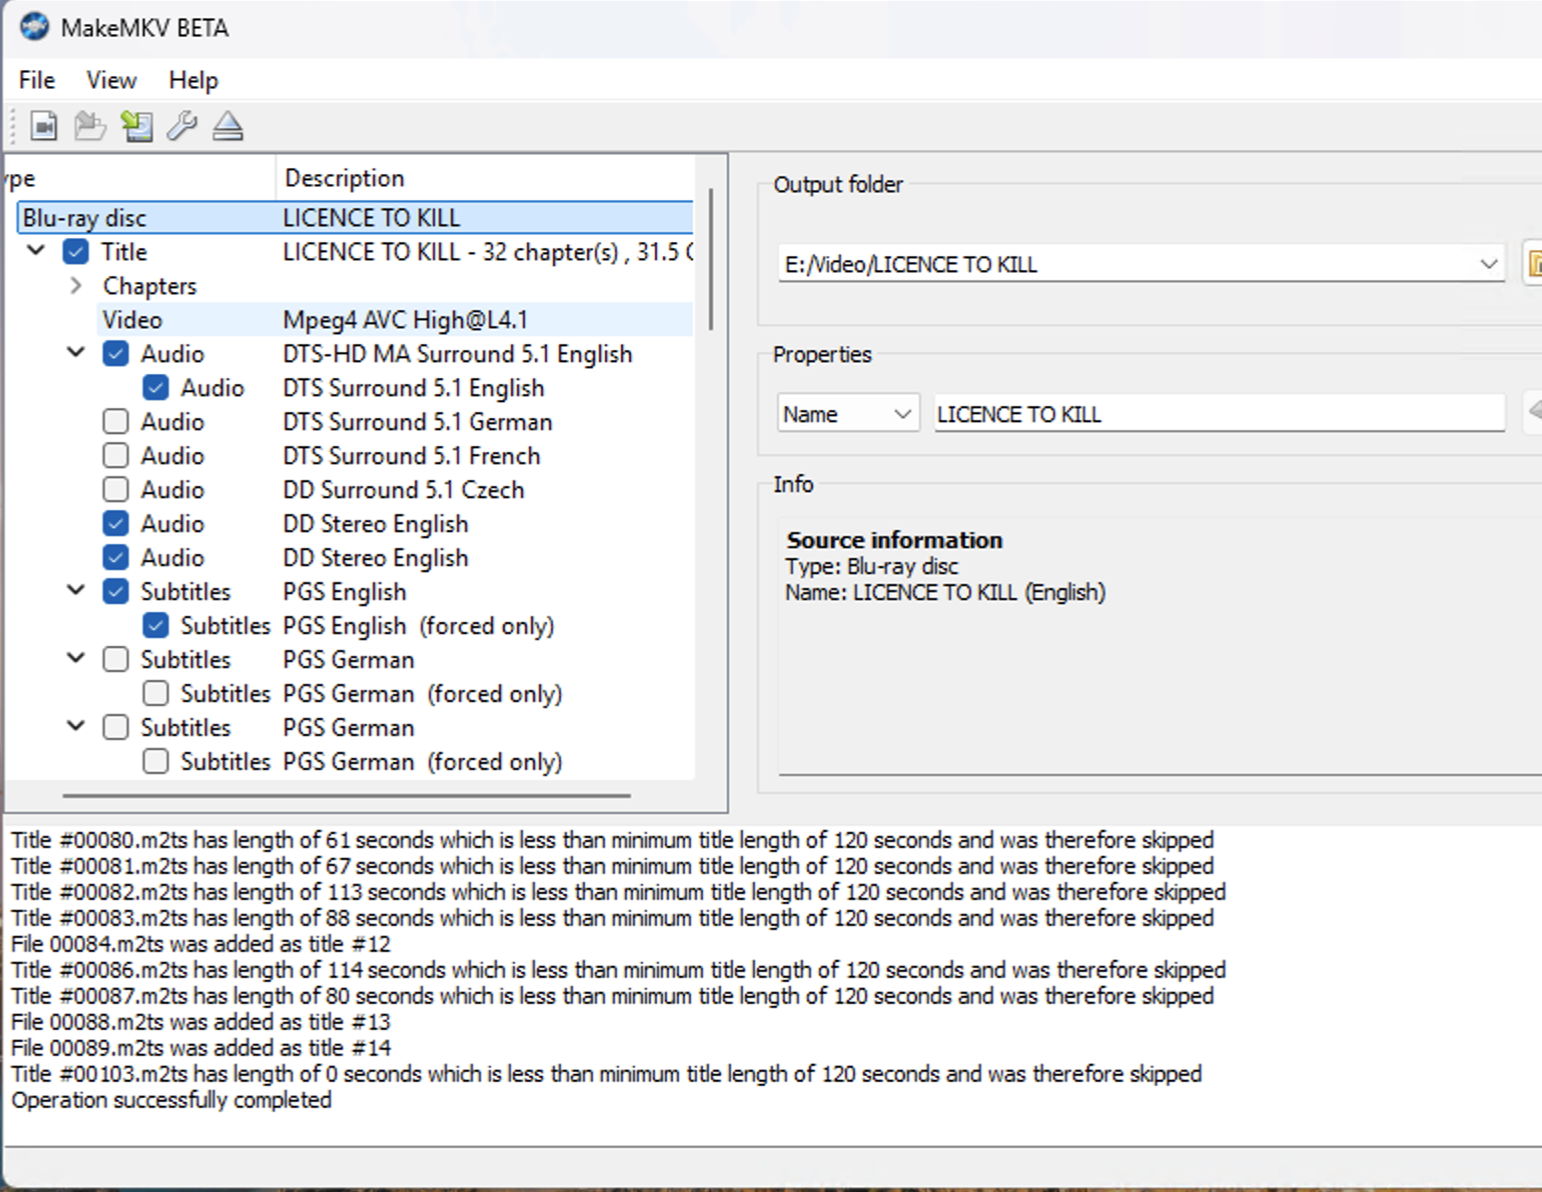 MakeMKV BETA
File View Help
ype Description
Blu-ray disc LICENCE TO KILL
Title LICENCE TO KILL - 32 chapter(s) , 31.5 G
Chapters
Video Mpeg4 AVC High@L4.1
Audio DTS-HD MA Surround 5.1 English
Audio DTS Surround 5.1 English
Audio DTS Surround 5.1 German
Audio DTS Surround 5.1 French
Audio DD Surround 5.1 Czech
Audio DD Stereo English
Audio DD Stereo English
Subtitles PGS English
Subtitles PGS English (forced only)
Subtitles PGS German
Subtitles PGS German (forced only)
Subtitles PGS German
Subtitles PGS German (forced only)
Output folder
E:/Video/LICENCE TO KILL
Properties
Name LICENCE TO KILL
Info
Source information
Type: Blu-ray disc
Name: LICENCE TO KILL (English)
Title #00080.m2ts has length of 61 seconds which is less than minimum title length of 120 seconds and was therefore skipped
Title #00081.m2ts has length of 67 seconds which is less than minimum title length of 120 seconds and was therefore skipped
Title #00082.m2ts has length of 113 seconds which is less than minimum title length of 120 seconds and was therefore skipped
Title #00083.m2ts has length of 88 seconds which is less than minimum title length of 120 seconds and was therefore skipped
File 00084.m2ts was added as title #12
Title #00086.m2ts has length of 114 seconds which is less than minimum title length of 120 seconds and was therefore skipped
Title #00087.m2ts has length of 80 seconds which is less than minimum title length of 120 seconds and was therefore skipped
File 00088.m2ts was added as title #13
File 00089.m2ts was added as title #14
Title #00103.m2ts has length of 0 seconds which is less than minimum title length of 120 seconds and was therefore skipped
Operation successfully completed